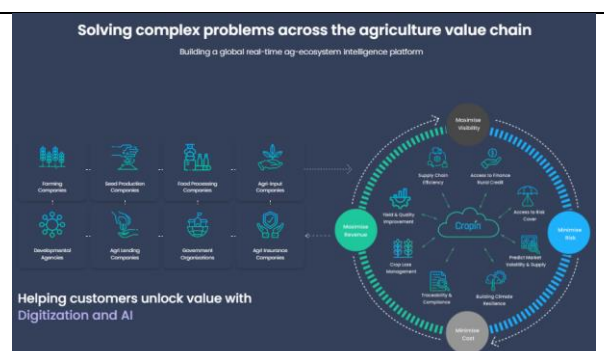 Solving complex problems across the agriculture value chain
Building a global real-time ag-ecosystem intelligence platform
Farming
Companies
Seed Production
Companies
Food Processing
Companies
Agri-Input
Companies
Developmental
Agencies
Agri Lending
Companies
Government
Organisations
Agri Insurance
Companies
Helping customers unlock value with
Digitization and AI
Maximise
Visibility
Supply Chain
Efficiency
Access to Finance
Rural Credit
Yield & Quality
Improvement
Access to Risk
Cover
Maximise
Revenue
Cropin
Minimise
Risk
Crop Loss
Management
Predict Market
Volatility & Supply
Traceability &
Compliance
Building Climate
Resilience
Minimise
Cost